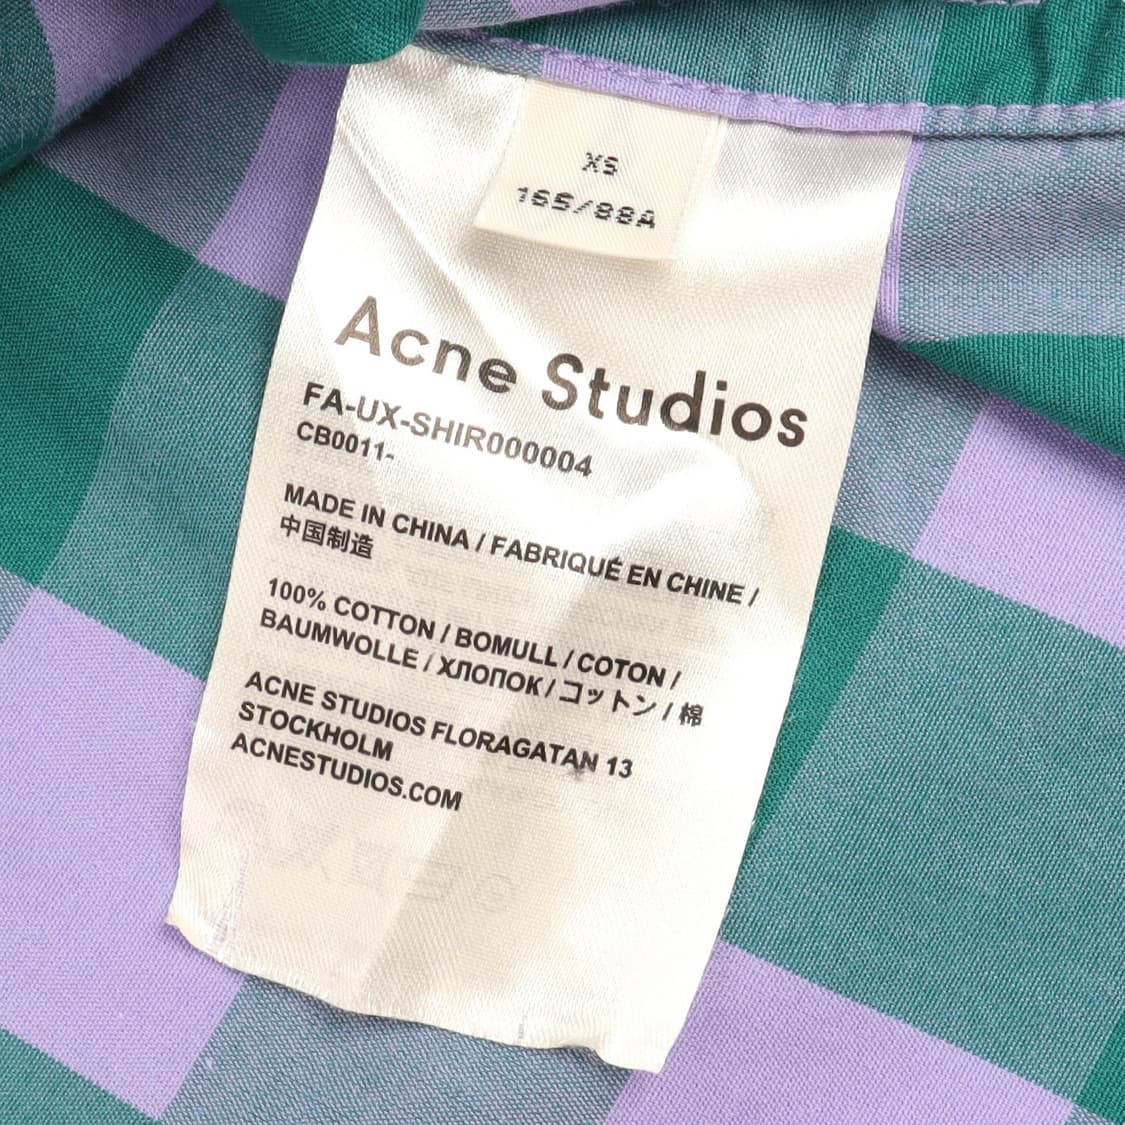 XS
165/88A
Acne Studios
FA-UX-SHIR000004
CB0011-
MADE IN CHINA / FABRIQUÉ EN CHINE /
中国制造
100% COTTON / BOMULL / COTON /
BAUMWOLLE / ХЛОПОК / コットン / 棉
ACNE STUDIOS FLORAGATAN 13
STOCKHOLM
ACNESTUDIOS.COM